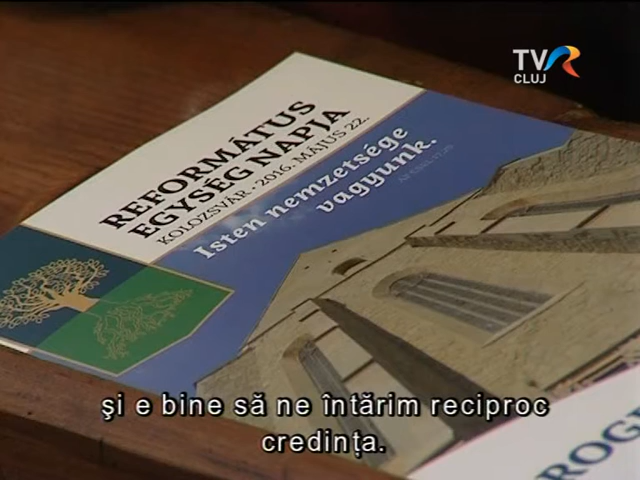 TVR
CLUJ
REFORMÁTUS
EGYSÉG NAPJA
KOLOZSVÁR - 2016. MÁJUS 22.
Isten nemzetsége
vagyunk.
şi e bine să ne întărim reciproc
credinţa.